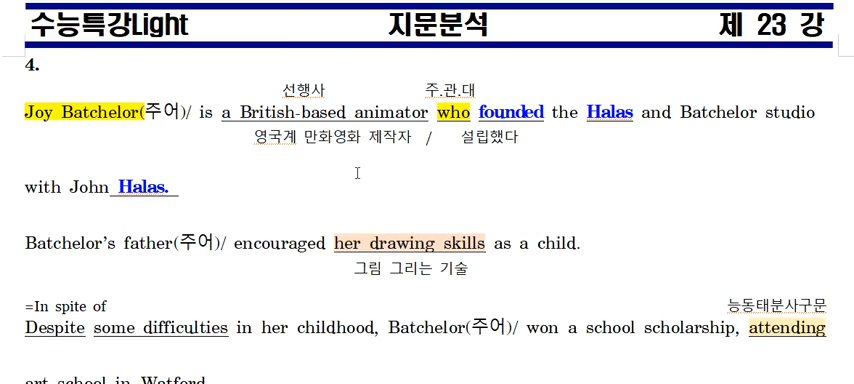 수능특강Light 지문분석 제 23 강
4.
선행사 주.관.대
Joy Batchelor(주어)/ is a British-based animator who founded the Halas and Batchelor studio
영국계 만화영화 제작자 / 설립했다
with John Halas.
Batchelor's father(주어)/ encouraged her drawing skills as a child.
그림 그리는 기술
=In spite of 능동태분사구문
Despite some difficulties in her childhood, Batchelor(주어)/ won a school scholarship, attending
art school in Watford